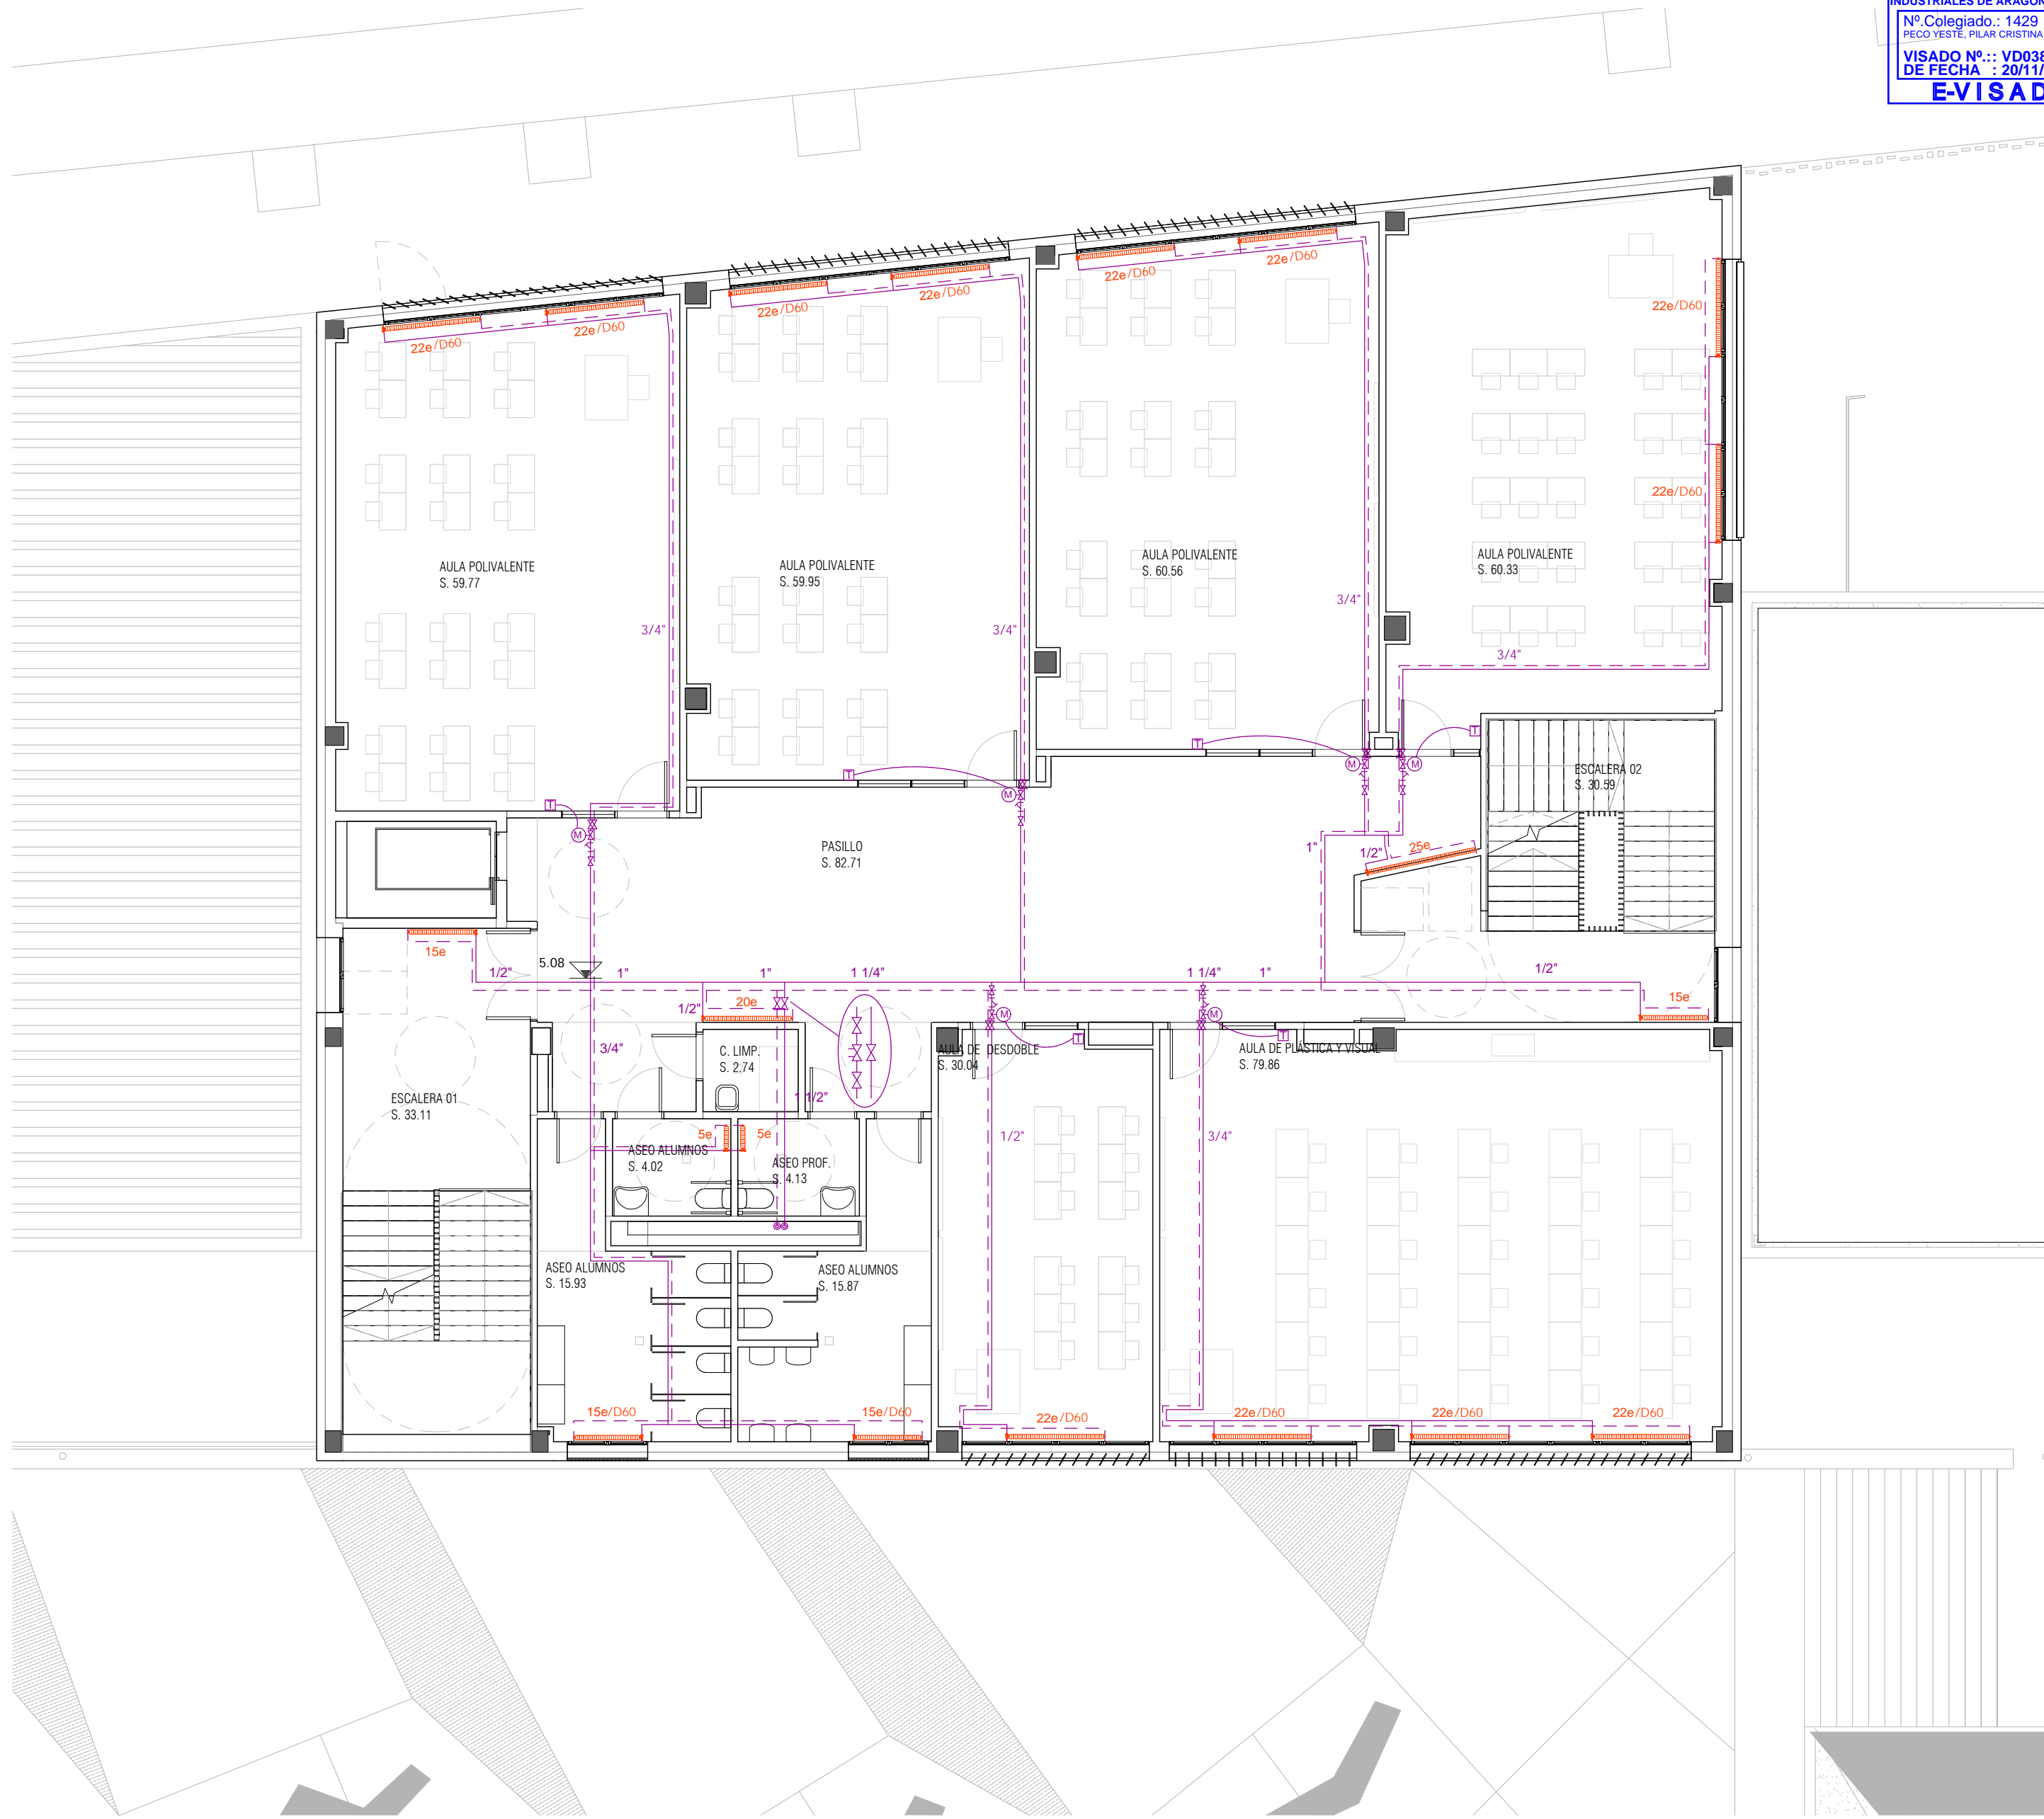 INDUSTRIALES DE ARAGON
Nº.Colegiado.: 1429
PECO YESTE, PILAR CRISTINA
VISADO Nº.:: VD038
DE FECHA : 20/11/
E-VISAD
22e/D60
22e/D60
22e/D60
22e/D60
22e/D60
22e/D60
22e/D60
22e/D60
AULA POLIVALENTE
S. 59.77
AULA POLIVALENTE
S. 59.95
AULA POLIVALENTE
S. 60.56
AULA POLIVALENTE
S. 60.33
3/4"
3/4"
3/4"
3/4"
T
T
T
T
M
M
M
M
ESCALERA 02
S. 30.59
PASILLO
S. 82.71
1"
1/2"
25e
15e
1/2"
5.08
1"
1"
1 1/4"
1 1/4"
1"
1/2"
15e
1/2"
20e
M
M
T
T
3/4"
C. LIMP.
S. 2.74
AULA DE DESDOBLE
S. 30.04
AULA DE PLÁSTICA Y VISUAL
S. 79.86
ESCALERA 01
S. 33.11
1 1/2"
5e
5e
1/2"
3/4"
ASEO ALUMNOS
S. 4.02
ASEO PROF.
S. 4.13
ASEO ALUMNOS
S. 15.93
ASEO ALUMNOS
S. 15.87
15e/D60
15e/D60
22e/D60
22e/D60
22e/D60
22e/D60